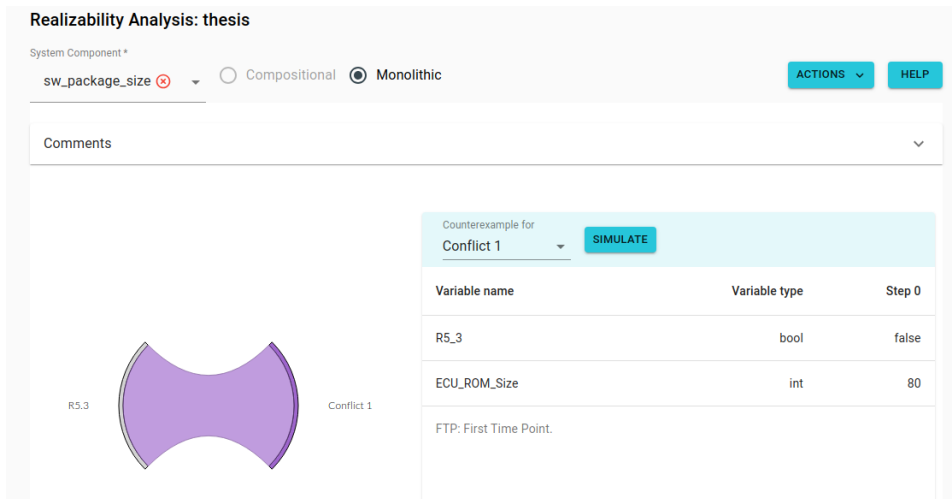 Realizability Analysis: thesis
System Component *
sw_package_size
Compositional
Monolithic
ACTIONS
HELP
Comments
Counterexample for
Conflict 1
SIMULATE
Variable name Variable type Step 0
R5_3 bool false
ECU_ROM_Size int 80
FTP: First Time Point.
R5.3
Conflict 1